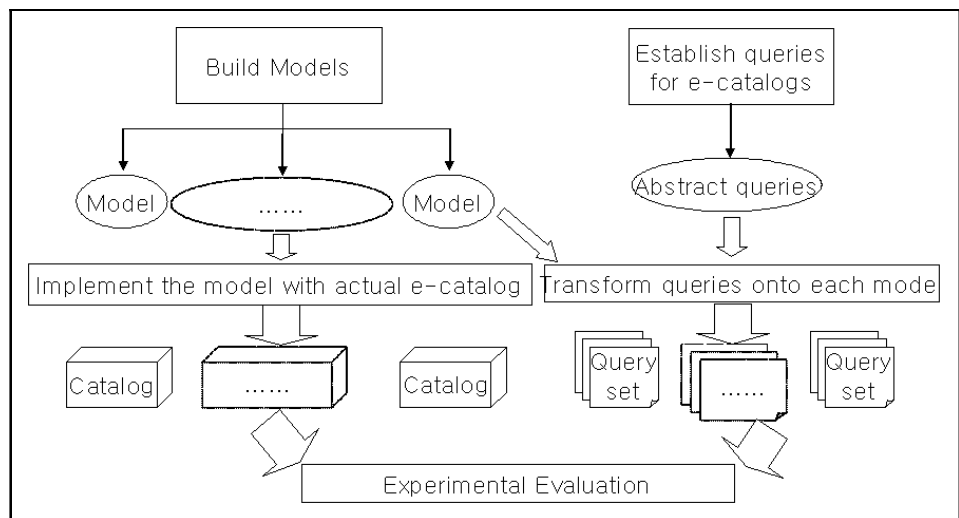 Build Models
Establish queries
for e-catalogs
Model
......
Model
Abstract queries
Implement the model with actual e-catalog
Transform queries onto each mode
Catalog
......
Catalog
Query
set
......
Query
set
Experimental Evaluation